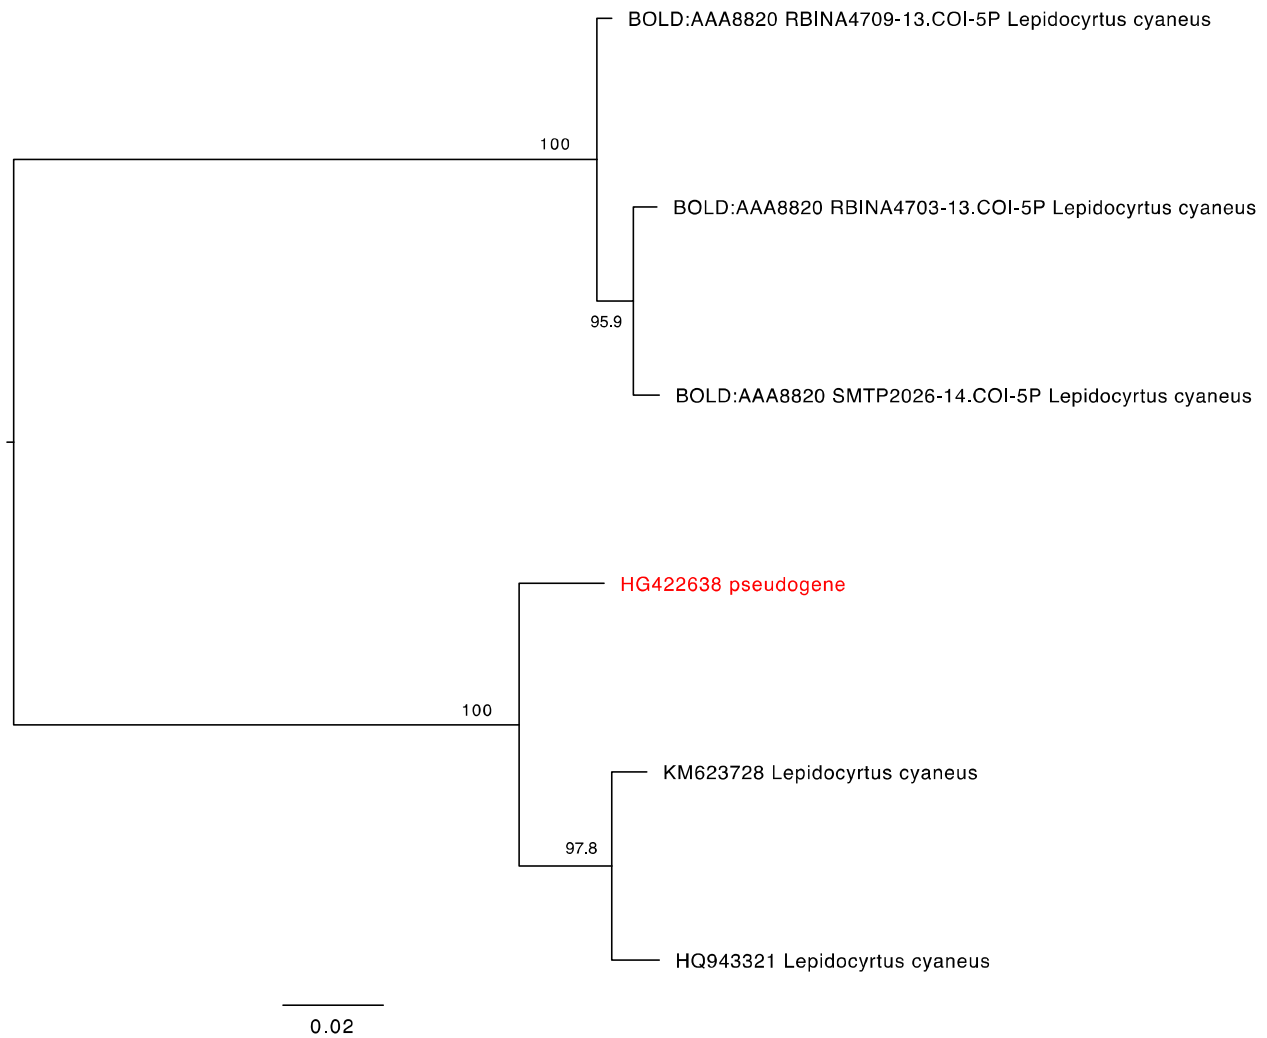 BOLD:AAA8820 RBINA4709-13.COI-5P Lepidocyrtus cyaneus
100
BOLD:AAA8820 RBINA4703-13.COI-5P Lepidocyrtus cyaneus
95.9
BOLD:AAA8820 SMTP2026-14.COI-5P Lepidocyrtus cyaneus
HG422638 pseudogene
100
KM623728 Lepidocyrtus cyaneus
97.8
HQ943321 Lepidocyrtus cyaneus
0.02